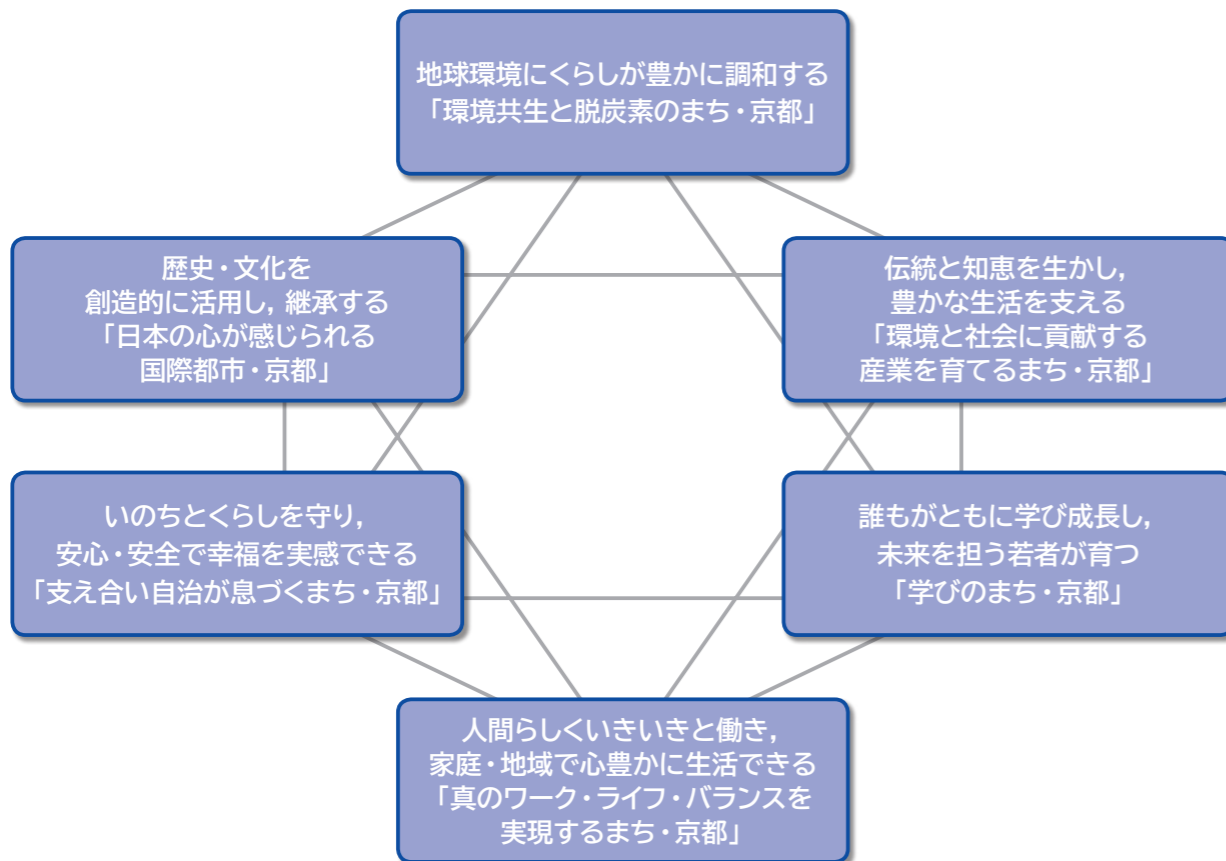 地球環境にくらしが豊かに調和する
「環境共生と脱炭素のまち・京都」
歴史・文化を
創造的に活用し,継承する
「日本の心が感じられる
国際都市・京都」
伝統と知恵を生かし,
豊かな生活を支える
「環境と社会に貢献する
産業を育てるまち・京都」
いのちとくらしを守り,
安心・安全で幸福を実感できる
「支え合い自治が息づくまち・京都」
誰もがともに学び成長し,
未来を担う若者が育つ
「学びのまち・京都」
人間らしくいきいきと働き,
家庭・地域で心豊かに生活できる
「真のワーク・ライフ・バランスを
実現するまち・京都」